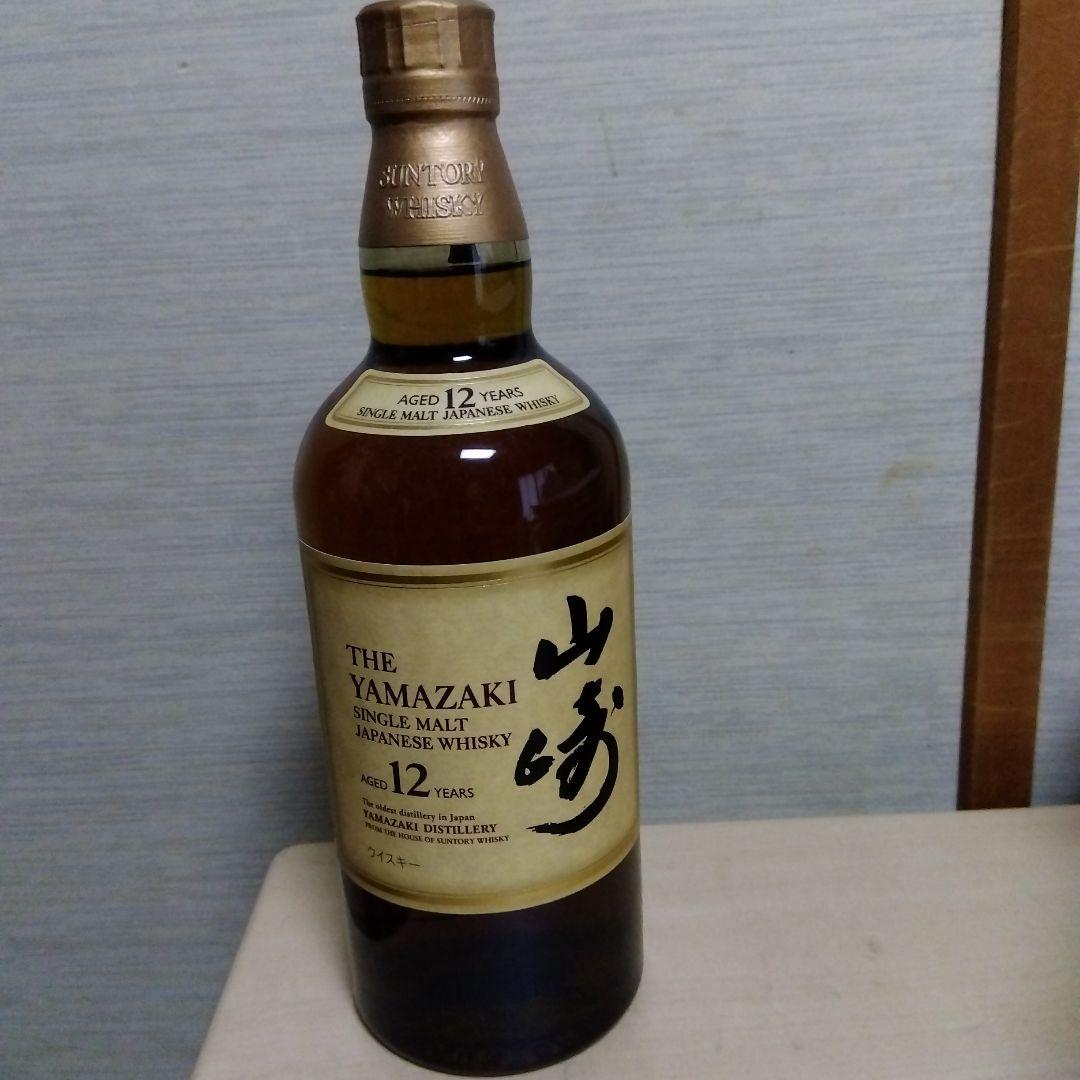 SUNTORY
WHISKY
AGED 12 YEARS
SINGLE MALT JAPANESE WHISKY
THE
YAMAZAKI
SINGLE MALT
JAPANESE WHISKY
AGED 12 YEARS
The oldest distillery in Japan
YAMAZAKI DISTILLERY
FROM THE HOUSE OF SUNTORY WHISKY
ウイスキー
山崎